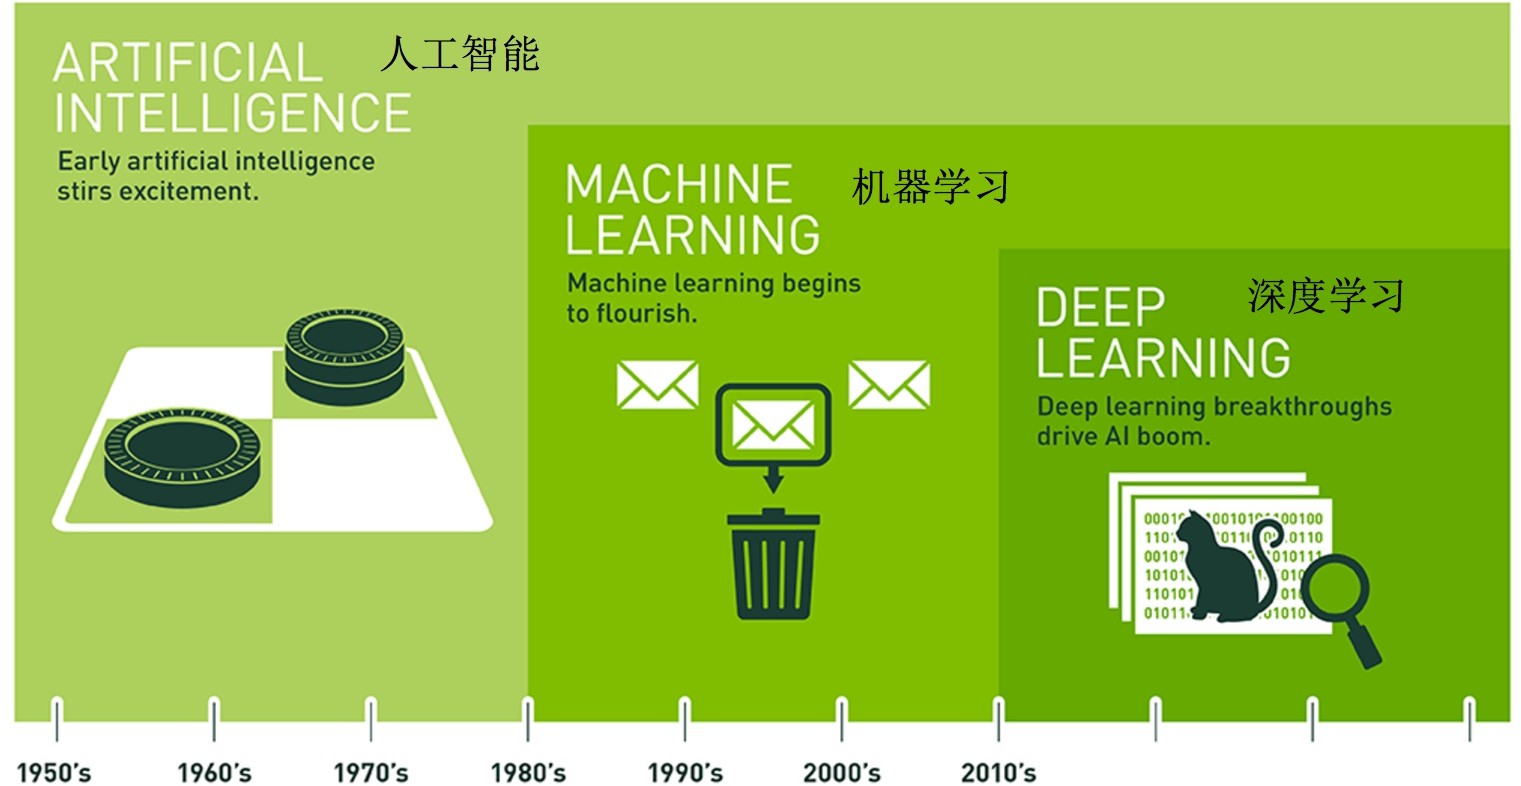 ARTIFICIAL 人工智能
INTELLIGENCE
Early artificial intelligence
stirs excitement.
MACHINE 机器学习
LEARNING
Machine learning begins
to flourish.
DEEP 深度学习
LEARNING
Deep learning breakthroughs
drive AI boom.
1950's 1960's 1970's 1980's 1990's 2000's 2010's